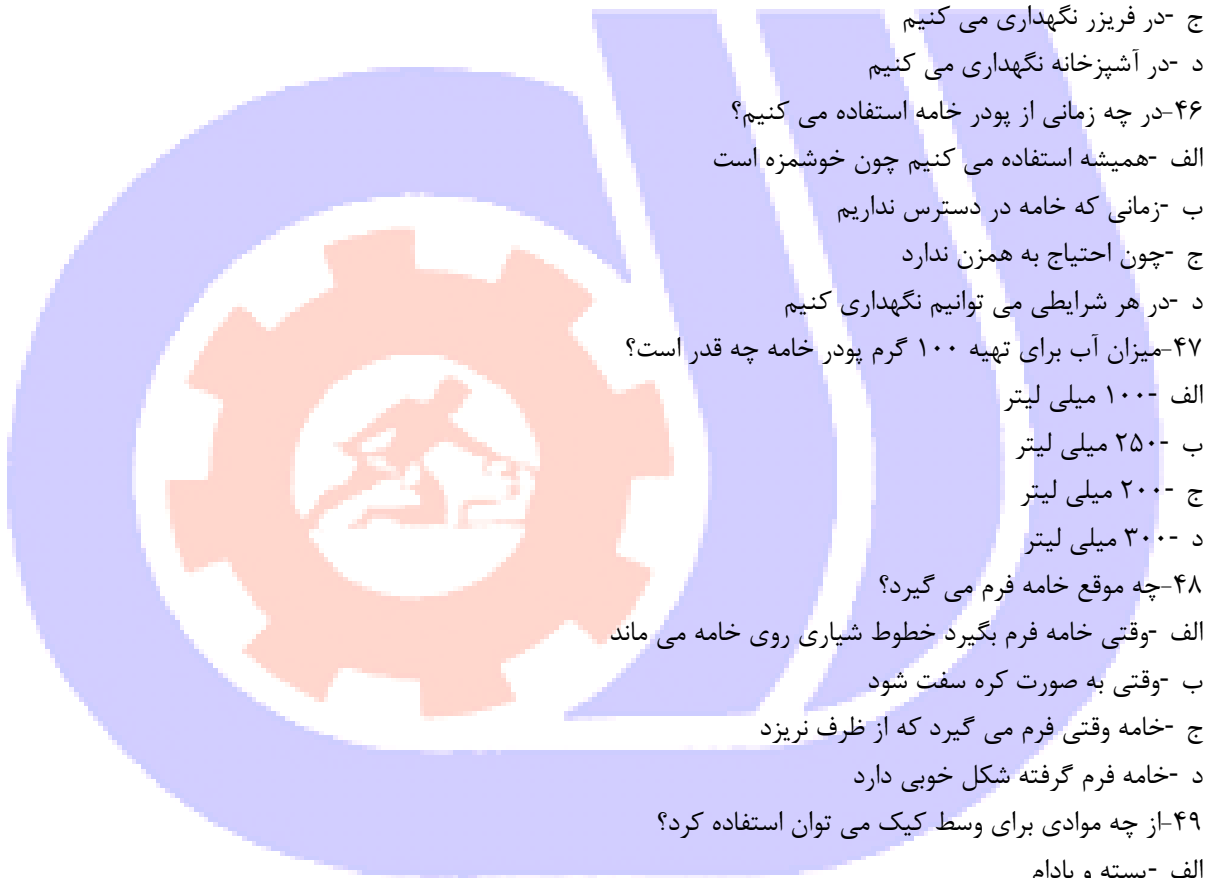 ج -در فریزر نگهداری می کنیم
د -در آشپزخانه نگهداری می کنیم
۴۶-در چه زمانی از پودر خامه استفاده می کنیم؟
الف -همیشه استفاده می کنیم چون خوشمزه است
ب -زمانی که خامه در دسترس نداریم
ج -چون احتیاج به همزن ندارد
د -در هر شرایطی می توانیم نگهداری کنیم
۴۷-میزان آب برای تهیه ۱۰۰ گرم پودر خامه چه قدر است؟
الف -۱۰۰ میلی لیتر
ب -۲۵۰ میلی لیتر
ج -۲۰۰ میلی لیتر
د -۳۰۰ میلی لیتر
۴۸-چه موقع خامه فرم می گیرد؟
الف -وقتی خامه فرم بگیرد خطوط شیاری روی خامه می ماند
ب -وقتی به صورت کره سفت شود
ج -خامه وقتی فرم می گیرد که از ظرف نریزد
د -خامه فرم گرفته شکل خوبی دارد
۴۹-از چه موادی برای وسط کیک می توان استفاده کرد؟
الف -پسته و بادام